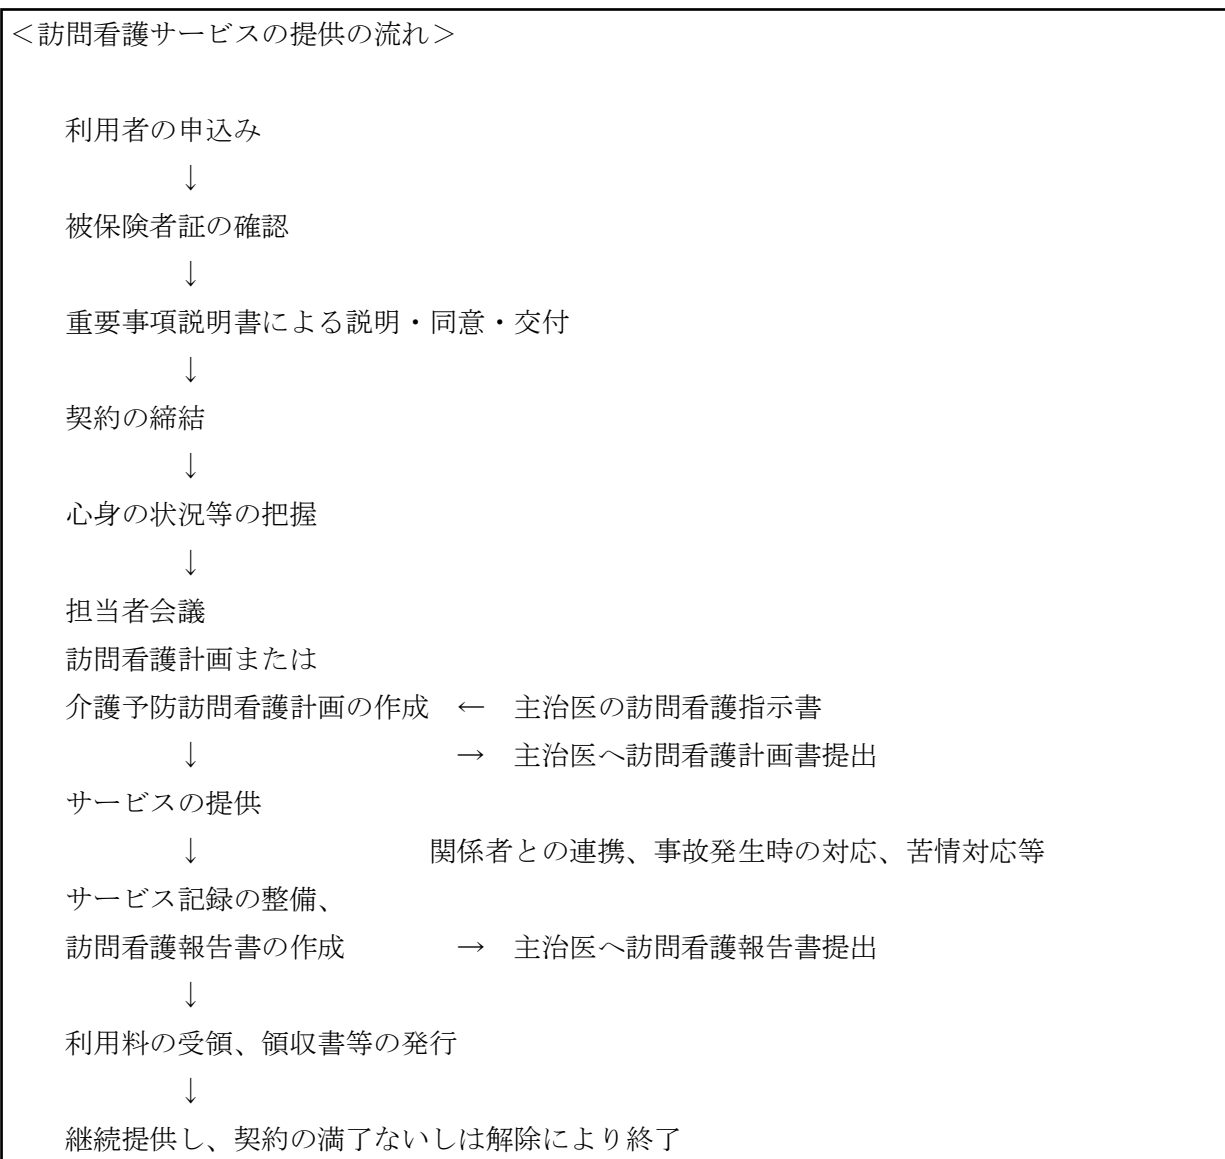 ＜訪問看護サービスの提供の流れ＞
利用者の申込み
↓
被保険者証の確認
↓
重要事項説明書による説明・同意・交付
↓
契約の締結
↓
心身の状況等の把握
↓
担当者会議
訪問看護計画または
介護予防訪問看護計画の作成　←　主治医の訪問看護指示書
↓　→　主治医へ訪問看護計画書提出
サービスの提供
↓　関係者との連携、事故発生時の対応、苦情対応等
サービス記録の整備、
訪問看護報告書の作成　→　主治医へ訪問看護報告書提出
↓
利用料の受領、領収書等の発行
↓
継続提供し、契約の満了ないしは解除により終了